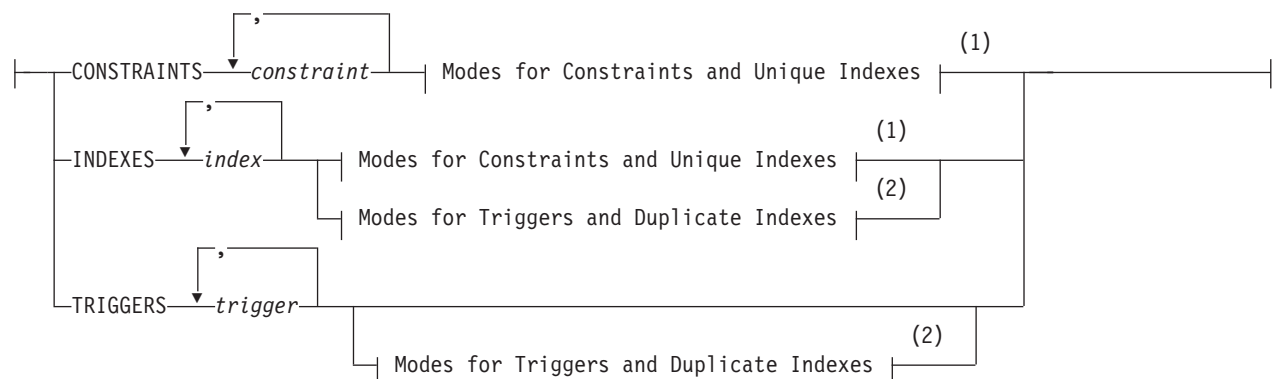 ,
(1)
CONSTRAINTS constraint Modes for Constraints and Unique Indexes
,
(1)
INDEXES index Modes for Constraints and Unique Indexes
(2)
Modes for Triggers and Duplicate Indexes
,
TRIGGERS trigger
(2)
Modes for Triggers and Duplicate Indexes